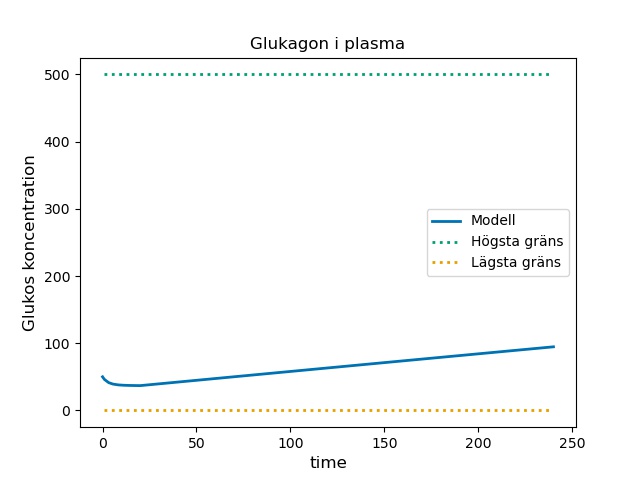 Glukagon i plasma
Glukos koncentration
500
400
300
200
100
0
Modell
Högsta gräns
Lägsta gräns
0 50 100 150 200 250
time